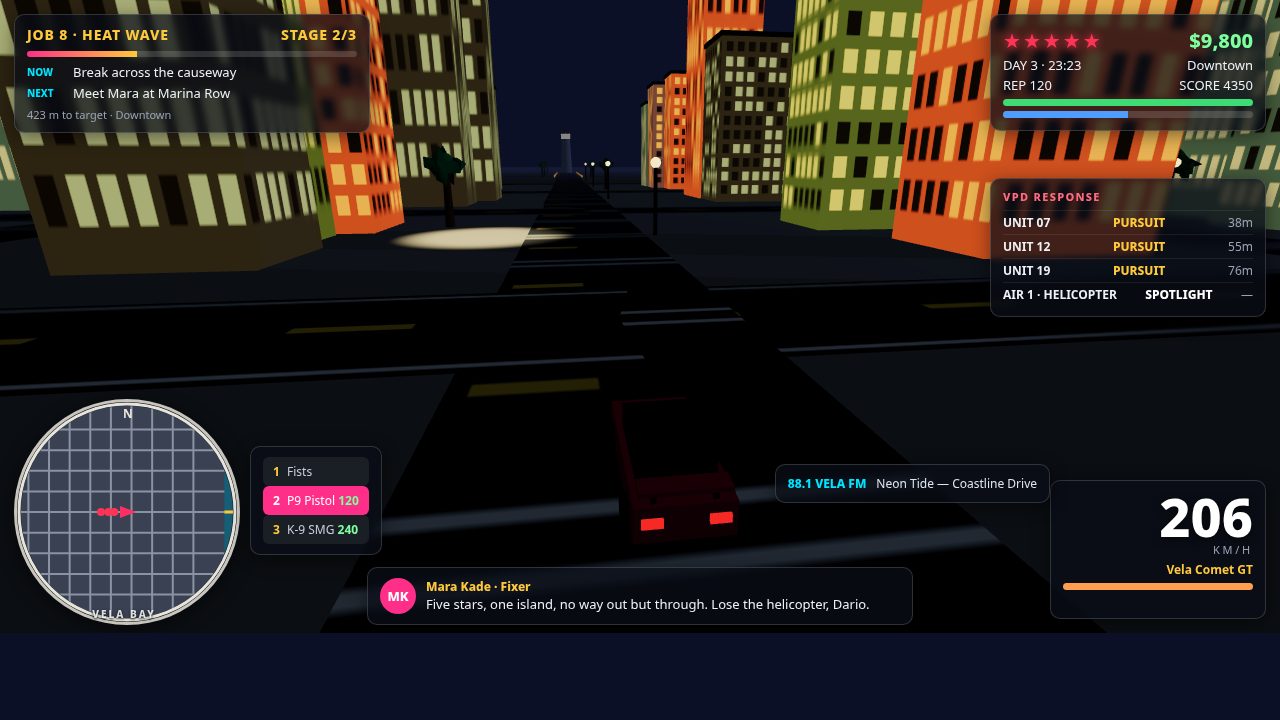 JOB 8 · HEAT WAVE STAGE 2/3
NOW Break across the causeway
NEXT Meet Mara at Marina Row
423 m to target · Downtown
★★★★★ $9,800
DAY 3 · 23:23 Downtown
REP 120 SCORE 4350
VPD RESPONSE
UNIT 07 PURSUIT 38m
UNIT 12 PURSUIT 55m
UNIT 19 PURSUIT 76m
AIR 1 · HELICOPTER SPOTLIGHT —
N
VELA BAY
1 Fists
2 P9 Pistol 120
3 K-9 SMG 240
88.1 VELA FM Neon Tide — Coastline Drive
206
KM/H
Vela Comet GT
MK
Mara Kade · Fixer
Five stars, one island, no way out but through. Lose the helicopter, Dario.